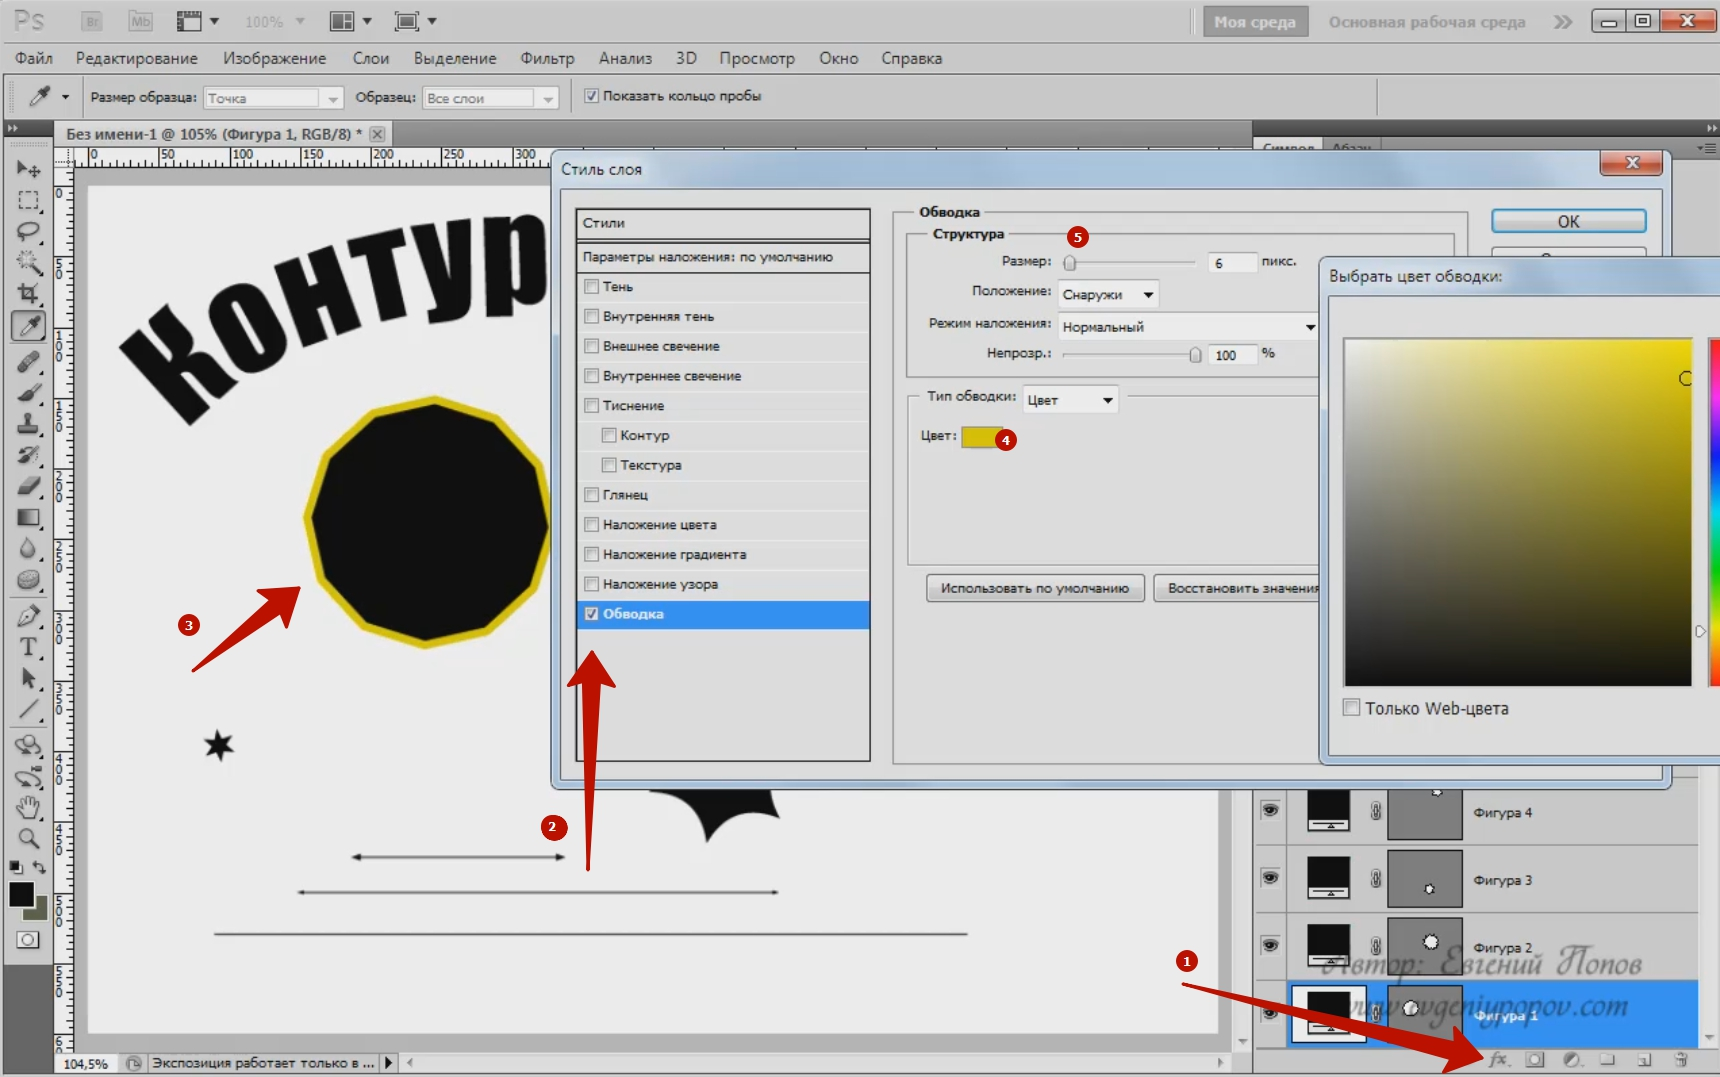 Ps Br Mb 100% Моя среда Основная рабочая среда
Файл Редактирование Изображение Слои Выделение Фильтр Анализ 3D Просмотр Окно Справка
Размер образца: Точка Образец: Все слои Показать кольцо пробы
Без имени-1 @ 105% (Фигура 1, RGB/8) *
Символ Абзац
0 50 100 150 200 250 300
Контур
Стиль слоя
Стили
Параметры наложения: по умолчанию
Тень
Внутренняя тень
Внешнее свечение
Внутреннее свечение
Тиснение
Контур
Текстура
Глянец
Наложение цвета
Наложение градиента
Наложение узора
Обводка
Обводка
Структура
5
Размер: 6 пикс.
Положение: Снаружи
Режим наложения: Нормальный
Непрозр.: 100 %
Тип обводки: Цвет
Цвет: 4
Использовать по умолчанию Восстановить значения
OK
Выбрать цвет обводки:
Только Web-цвета
3
2
1
Фигура 4
Фигура 3
Фигура 2
Автор: Евгений Попов
www.evgeniypopov.com
Фигура 1
fx
104,5% Экспозиция работает только в ...